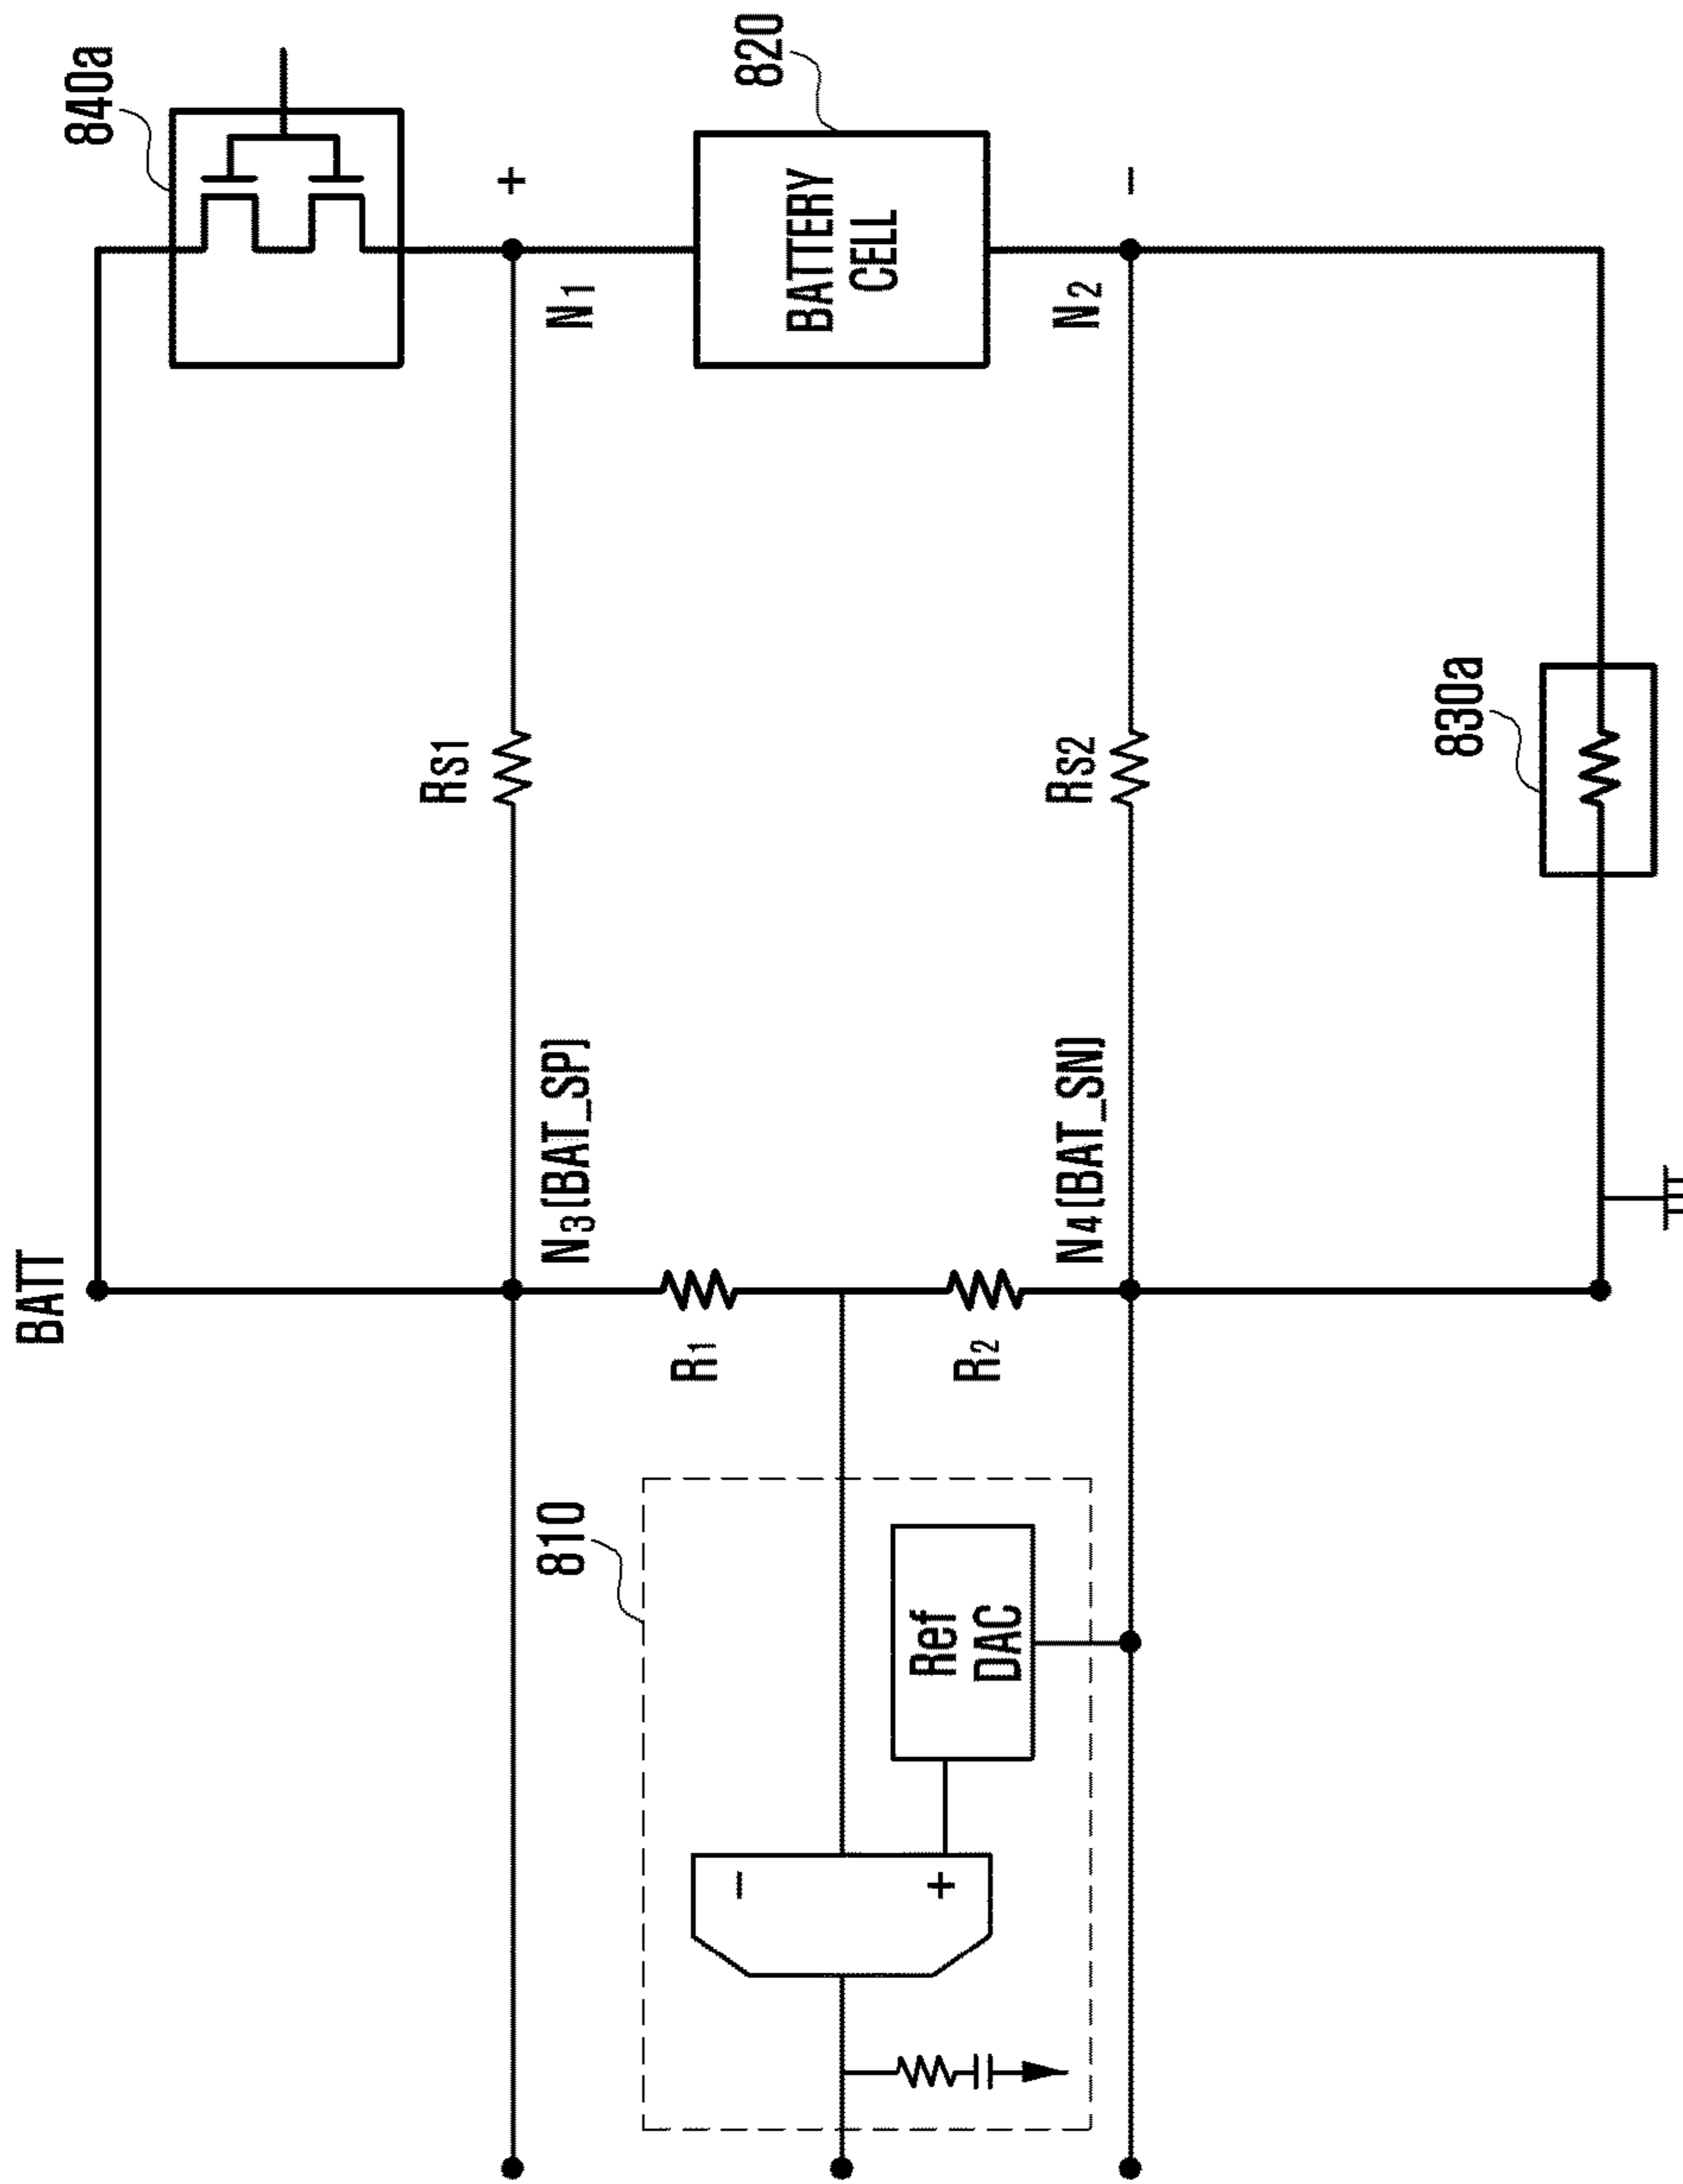 840a
820
+
N1
BATTERY
CELL
N2
−
RS1
RS2
830a
BATT
N3(BAT_SP)
N4(BAT_SN)
R1
R2
810
Ref
DAC
−
+